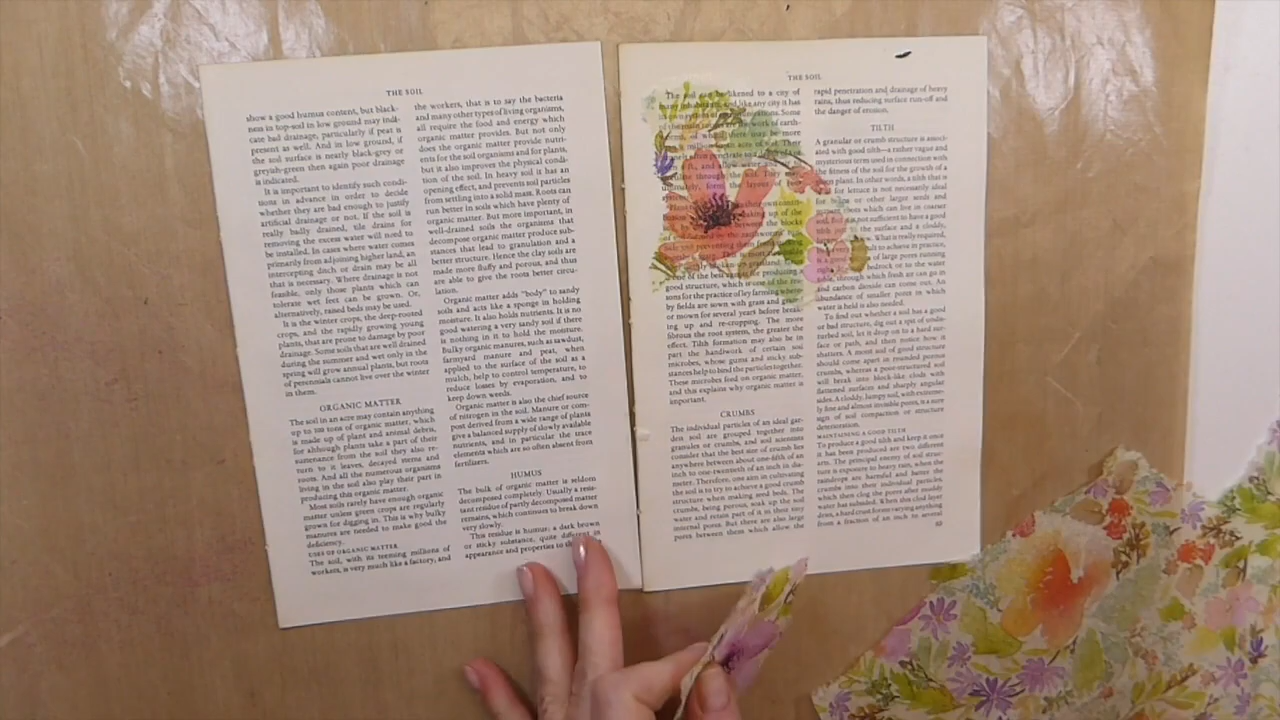 THE SOIL
show a good humus content, but black-
ness in top-soil in low ground may indi-
cate bad drainage, particularly if peat is
present as well. And in low ground, if
the soil surface is nearly black-grey or
greyish-green then again poor drainage
is indicated.
It is important to identify such condi-
tions in advance in order to decide
whether they are bad enough to justify
artificial drainage or not. If the soil is
really badly drained, tile drains for
removing the excess water will need to
be installed. In cases where water comes
primarily from adjoining higher land, an
intercepting ditch or drain may be all
that is necessary. Where drainage is not
feasible, only those plants which can
tolerate wet feet can be grown. Or,
alternatively, raised beds may be used.
It is the winter crops, the deep-rooted
crops, and the rapidly growing young
plants, that are prone to damage by poor
drainage. Some soils that are well drained
during the summer and wet only in the
spring will grow annual plants, but roots
of perennials cannot live over the winter
in them.
ORGANIC MATTER
The soil in an acre may contain anything
up to 100 tons of organic matter, which
is made up of plant and animal debris,
for although plants take a part of their
sustenance from the soil they also re-
turn to it leaves, decayed stems and
roots. And all the numerous organisms
living in the soil also play their part in
producing this organic matter.
Most soils rarely have enough organic
matter unless green crops are regularly
grown for digging in. This is why bulky
manures are needed to make good the
deficiency.
USES OF ORGANIC MATTER
The soil, with its teeming millions of
workers, is very much like a factory, and
the workers, that is to say the bacteria
and many other types of living organisms,
all require the food and energy which
organic matter provides. But not only
does the organic matter provide nutri-
ents for the soil organisms and for plants,
but it also improves the physical condi-
tion of the soil. In heavy soil it has an
opening effect, and prevents soil particles
from settling into a solid mass. Roots can
run better in soils which have plenty of
organic matter. But more important, in
well-drained soils the organisms that
decompose organic matter produce sub-
stances that lead to granulation and a
better structure. Hence the clay soils are
made more fluffy and porous, and thus
are able to give the roots better circu-
lation.
Organic matter adds "body" to sandy
soils and acts like a sponge in holding
moisture. It also holds nutrients. It is no
good watering a very sandy soil if there
is nothing in it to hold the moisture.
Bulky organic manures, such as sawdust,
farmyard manure and peat, when
applied to the surface of the soil as a
mulch, help to control temperature, to
reduce losses by evaporation, and to
keep down weeds.
Organic matter is also the chief source
of nitrogen in the soil. Manure or com-
post derived from a wide range of plants
give a balanced supply of slowly available
nutrients, and in particular the trace
elements which are so often absent from
fertilizers.
HUMUS
The bulk of organic matter is seldom
decomposed completely. Usually a resis-
tant residue of partly decomposed matter
remains, which continues to break down
very slowly.
This residue is humus; a dark brown
or sticky substance, quite different in
appearance and properties to
THE SOIL
The soil can be likened to a city of
many inhabitants, and like any city it has
Some
work of earth-
there may be more
of the best
for producing a
good structure, which is one of the rea-
sons for the practice of ley farming where-
by fields are sown with grass and
or mown for several years before break-
ing up and re-cropping. The more
fibrous the root system, the greater the
effect. Tilth formation may also be in
part the handiwork of certain soil
microbes, whose gums and sticky sub-
stances help to bind the particles together.
These microbes feed on organic matter,
and this explains why organic matter is
important.
CRUMBS
The individual particles of an ideal gar-
den soil are grouped together into
granules or crumbs, and soil scientists
consider that the best size of crumb lies
anywhere between about one-fifth of an
inch to one-twentieth of an inch in dia-
meter. Therefore, one aim in cultivating
the soil is to try to achieve a good crumb
structure when making seed beds. The
crumbs, being porous, soak up the soil
water and retain part of it in their tiny
internal pores. But there are also large
pores between them which allow the
rapid penetration and drainage of heavy
rains, thus reducing surface run-off and
the danger of erosion.
TILTH
A granular or crumb structure is associ-
ated with good tilth—a rather vague and
mysterious term used in connection with
the fitness of the soil for the growth of a
plant. In other words, a tilth that is
for lettuce is not necessarily ideal
for larger seeds and
roots which can live in coarser
not sufficient to have a good
the surface and a cloddy,
What is really required,
to achieve in practice,
of large pores running
bedrock or to the water
through which fresh air can go in
and carbon dioxide can come out. An
abundance of smaller pores in which
water is held is also needed.
To find out whether a soil has a good
or bad structure, dig out a spit of undis-
turbed soil, let it drop on to a hard sur-
face or path, and then notice how it
shatters. A moist soil of good structure
should come apart in rounded porous
crumbs, whereas a poor-structured soil
will break into block-like clods with
flattened surfaces and sharply angular
sides. A cloddy, lumpy soil, with extreme-
ly fine and almost invisible pores, is a sure
sign of soil compaction or structure
deterioration.
MAINTAINING A GOOD TILTH
To produce a good tilth and keep it once
it has been produced are two different
arts. The principal enemy of soil struc-
ture is exposure to heavy rain, when the
raindrops are harmful and batter the
crumbs into their individual particles,
which then clog the pores after muddy
water has subsided. When this clod layer
dries, a hard crust forms varying anything
from a fraction of an inch to several